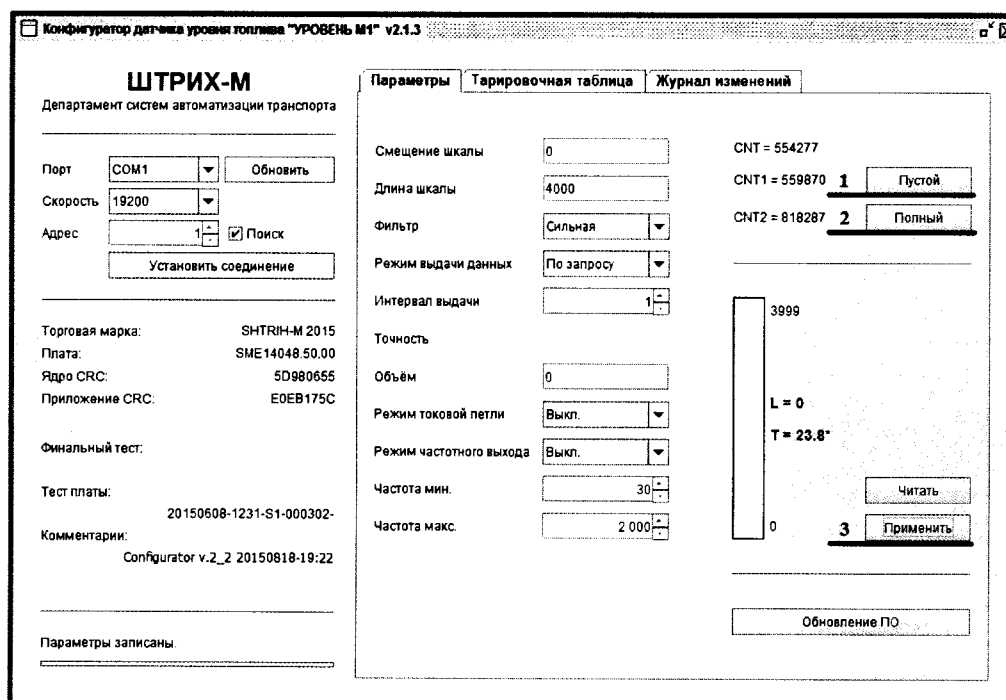 Конфигуратор датчика уровня топлива "УРОВЕНЬ М1" v2.1.3
ШТРИХ-М
Департамент систем автоматизации транспорта
Порт COM1 Обновить
Скорость 19200
Адрес 1 Поиск
Установить соединение
Торговая марка: SHTRIH-M 2015
Плата: SME14048.50.00
Ядро CRC: 5D980655
Приложение CRC: E0EB175C
Финальный тест:
Тест платы:
20150608-1231-S1-000302-
Комментарии:
Configurator v.2_2 20150818-19:22
Параметры записаны.
Параметры Тарировочная таблица Журнал изменений
Смещение шкалы 0
Длина шкалы 4000
Фильтр Сильная
Режим выдачи данных По запросу
Интервал выдачи 1
Точность
Объём 0
Режим токовой петли Выкл.
Режим частотного выхода Выкл.
Частота мин. 30
Частота макс. 2 000
CNT = 554277
CNT1 = 559870 1 Пустой
CNT2 = 818287 2 Полный
3999
L = 0
T = 23.8°
Читать
0 3 Применить
Обновление ПО